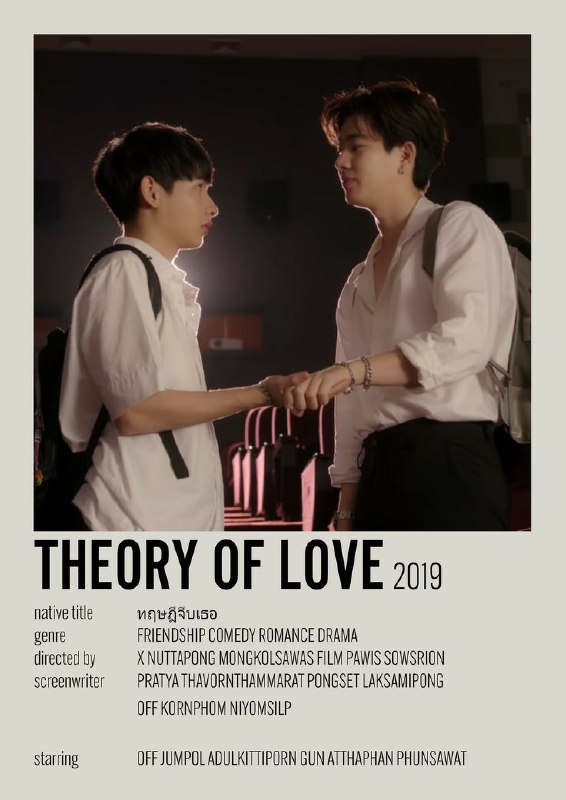 THEORY OF LOVE 2019
native title ทฤษฎีจีบเธอ
genre FRIENDSHIP COMEDY ROMANCE DRAMA
directed by X NUTTAPONG MONGKOLSAWAS FILM PAWIS SOWSRION
screenwriter PRATYA THAVORNTHAMMARAT PONGSET LAKSAMIPONG
OFF KORNPHOM NIYOMSILP
starring OFF JUMPOL ADULKITTIPORN GUN ATTHAPHAN PHUNSAWAT